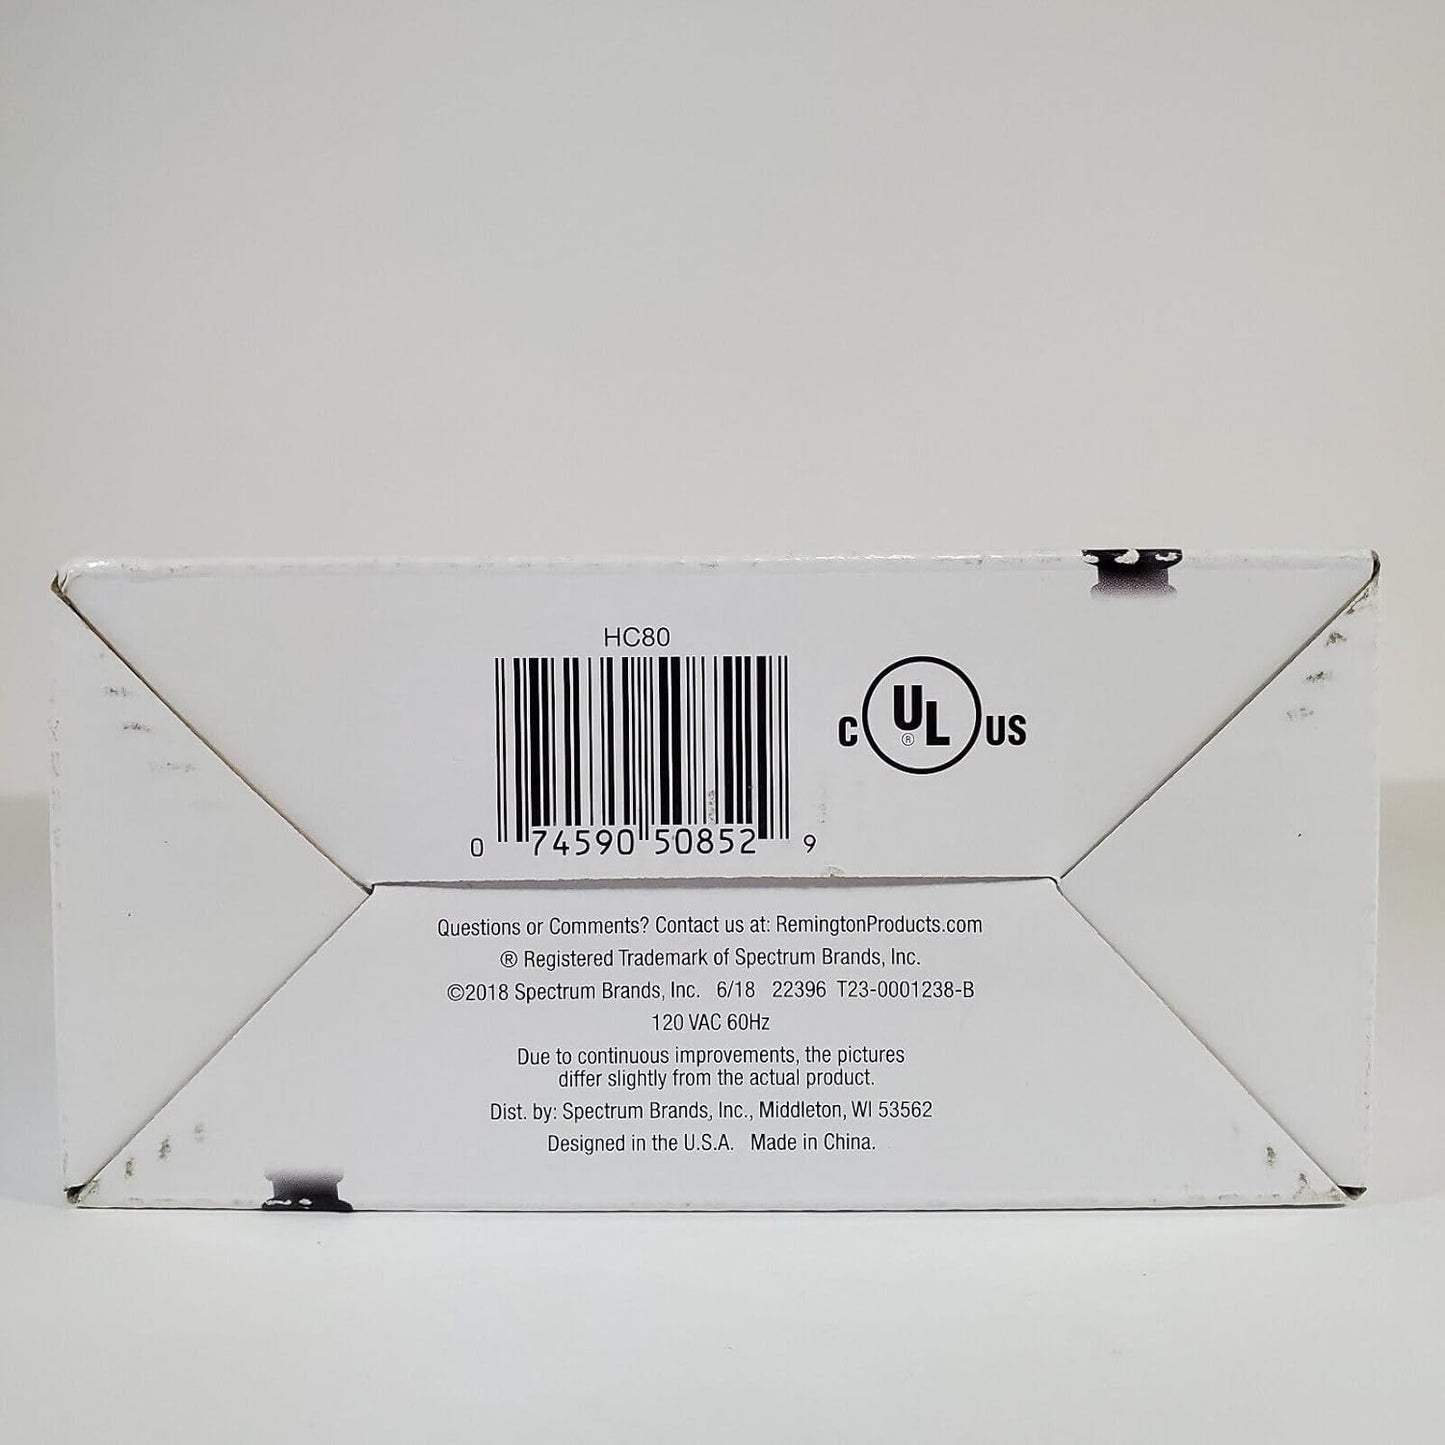 HC80
C UL ® US
0 74590 50852 9
Questions or Comments? Contact us at: RemingtonProducts.com
® Registered Trademark of Spectrum Brands, Inc.
©2018 Spectrum Brands, Inc. 6/18 22396 T23-0001238-B
120 VAC 60Hz
Due to continuous improvements, the pictures
differ slightly from the actual product.
Dist. by: Spectrum Brands, Inc., Middleton, WI 53562
Designed in the U.S.A. Made in China.